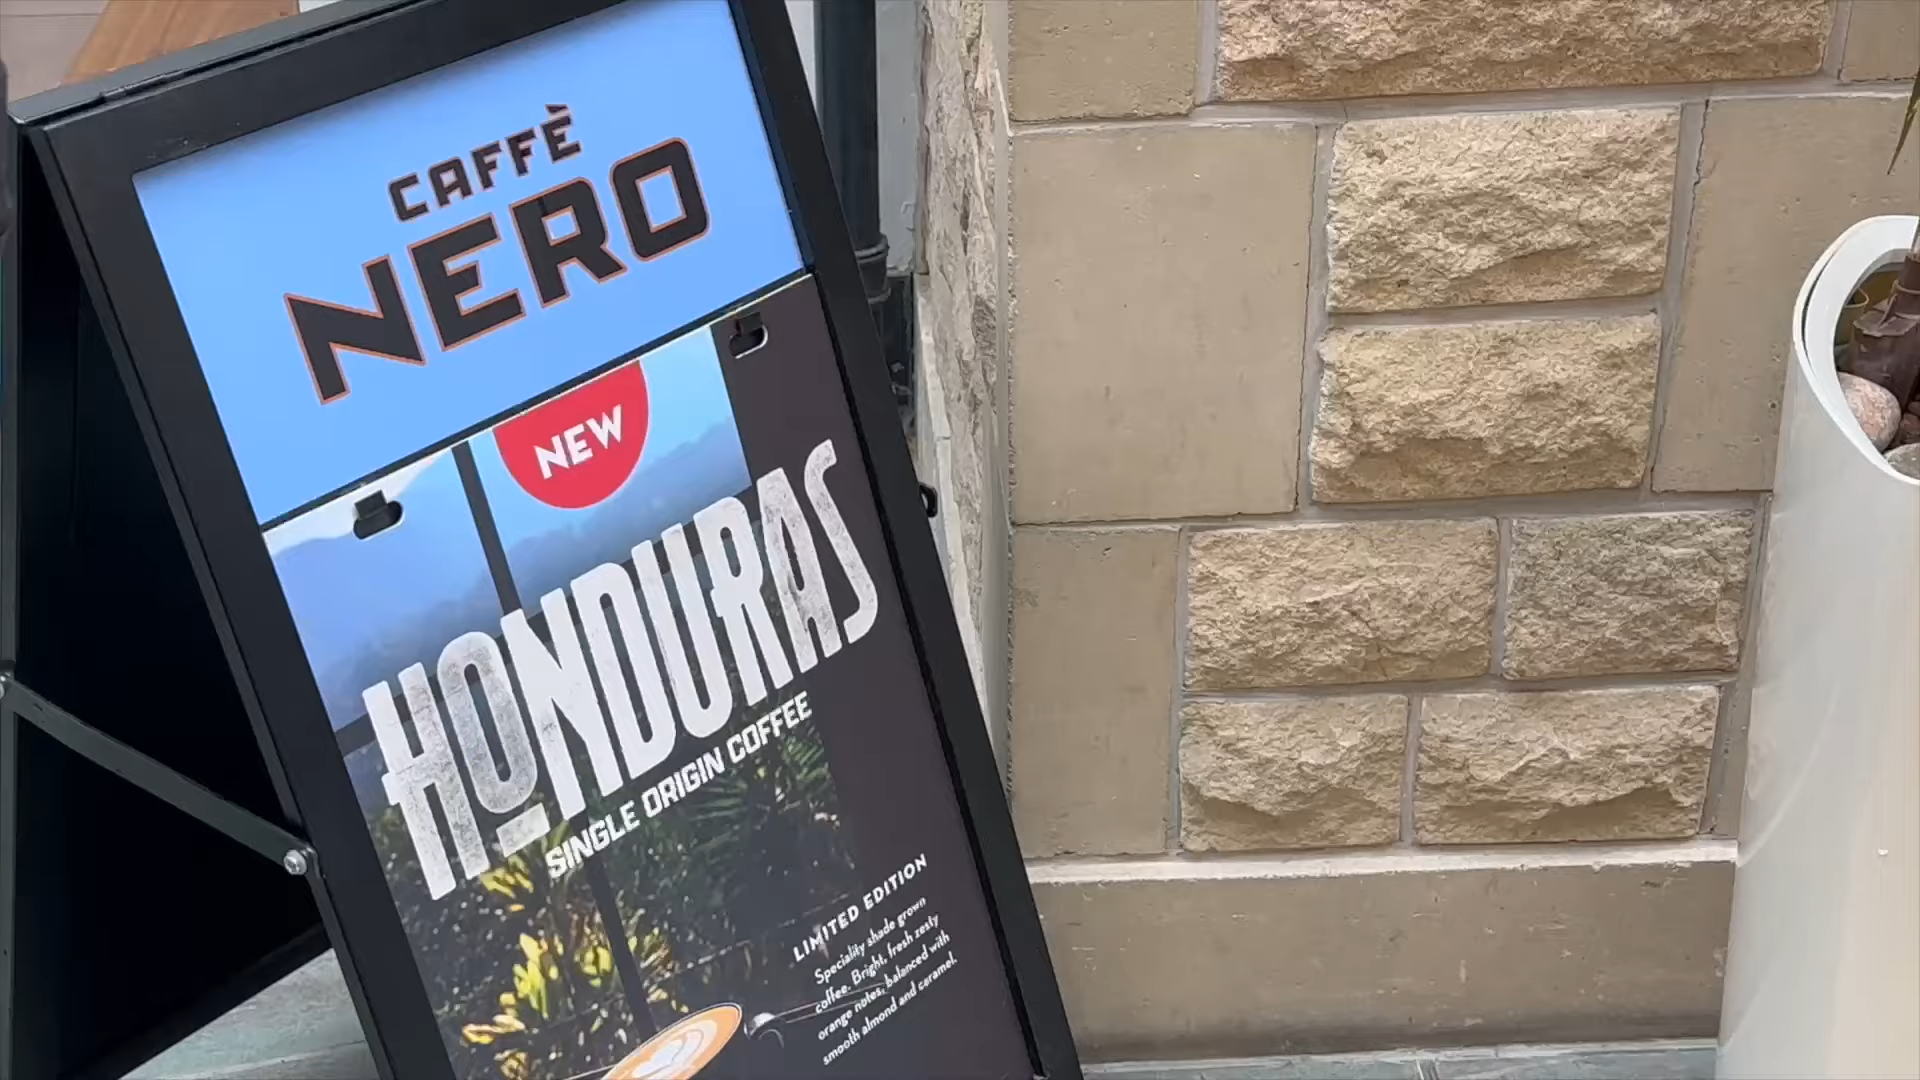 CAFFÈ
NERO
NEW
HONDURAS
SINGLE ORIGIN COFFEE
LIMITED EDITION
Speciality shade grown
coffee. Bright, fresh zesty
orange notes, balanced with
smooth almond and caramel.